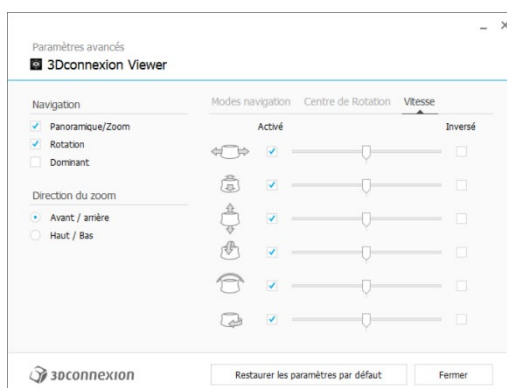 Paramètres avancés
3Dconnexion Viewer
Navigation
Panoramique/Zoom
Rotation
Dominant
Direction du zoom
Avant / arrière
Haut / Bas
Modes navigation Centre de Rotation Vitesse
Activé Inversé
3Dconnexion
Restaurer les paramètres par défaut
Fermer